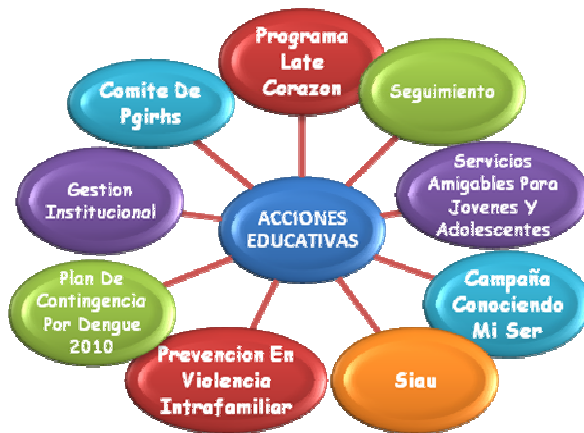 Programa
Late
Corazon
Seguimiento
Servicios
Amigables Para
Jovenes Y
Adolescentes
Campaña
Conociendo
Mi Ser
Siau
Prevencion En
Violencia
Intrafamiliar
Plan De
Contingencia
Por Dengue
2010
Gestion
Institucional
Comite De
Pgirhs
ACCIONES
EDUCATIVAS